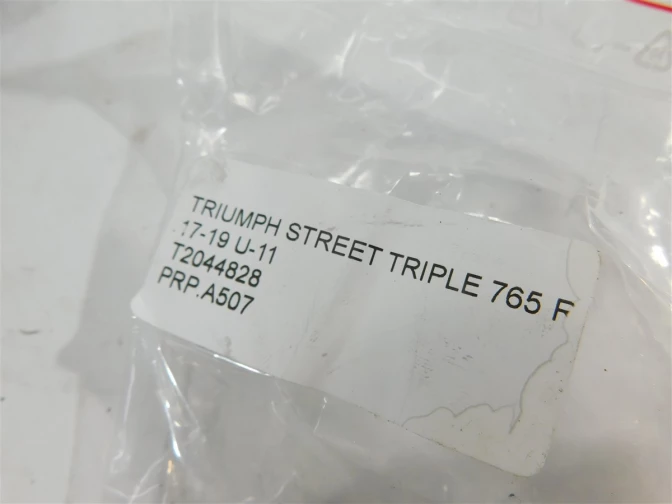 TRIUMPH STREET TRIPLE 765 R
17-19 U-11
T2044828
PRP.A507